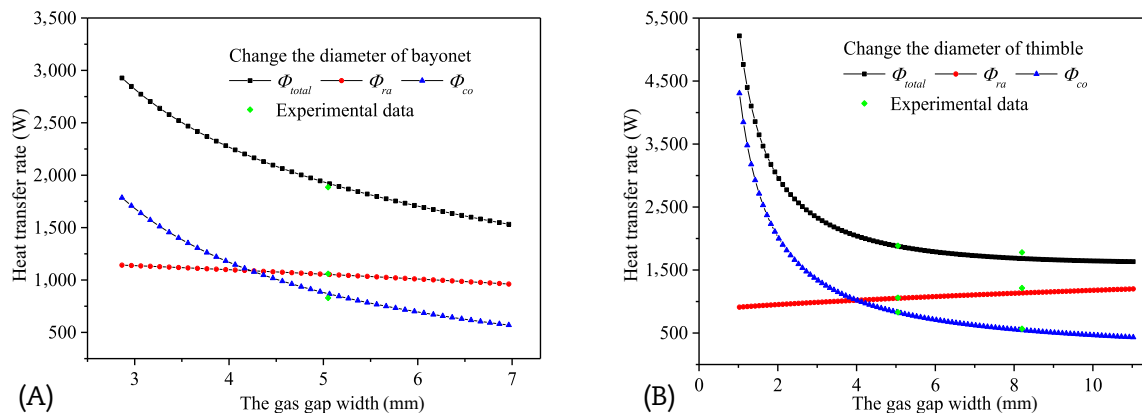 3,500
3,000
2,500
2,000
1,500
1,000
500
Heat transfer rate (W)
Change the diameter of bayonet
Φtotal Φra Φco
Experimental data
3 4 5 6 7
The gas gap width (mm)
(A)
5,500
4,500
3,500
2,500
1,500
500
Heat transfer rate (W)
Change the diameter of thimble
Φtotal Φra Φco
Experimental data
0 2 4 6 8 10
The gas gap width (mm)
(B)